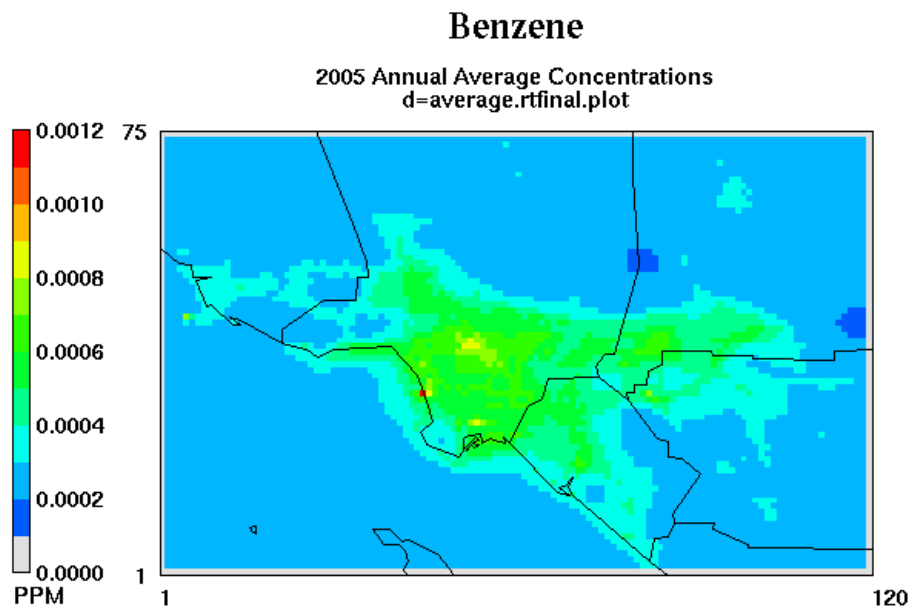 Benzene
2005 Annual Average Concentrations
d=average.rtfinal.plot
0.0012
0.0010
0.0008
0.0006
0.0004
0.0002
0.0000
PPM
75
1
1
120